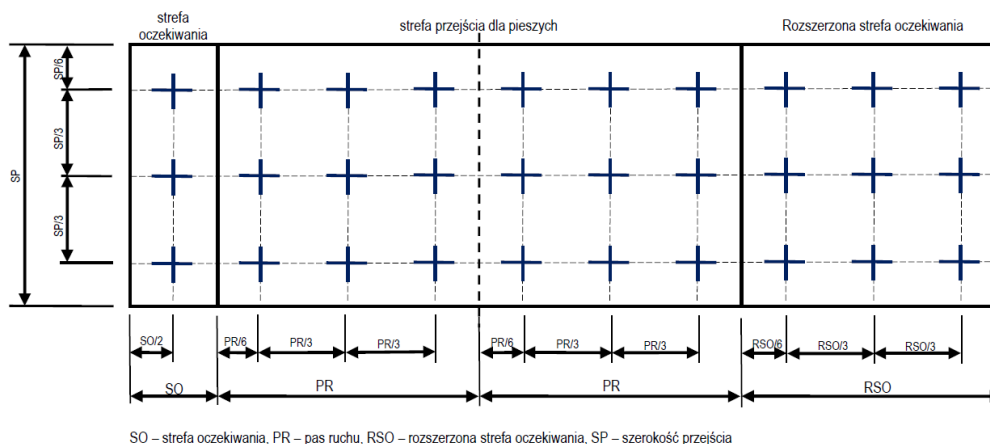 strefa
oczekiwania
strefa przejścia dla pieszych
Rozszerzona strefa oczekiwania
SP
SP/6
SP/3
SP/3
SO/2
PR/6
PR/3
PR/3
PR/6
PR/3
PR/3
RSO/6
RSO/3
RSO/3
SO
PR
PR
RSO
SO – strefa oczekiwania, PR – pas ruchu, RSO – rozszerzona strefa oczekiwania, SP – szerokość przejścia